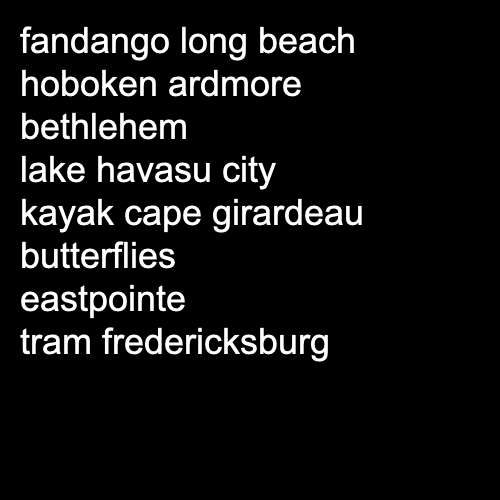 fandango long beach
hoboken ardmore
bethlehem
lake havasu city
kayak cape girardeau
butterflies
eastpointe
tram fredericksburg